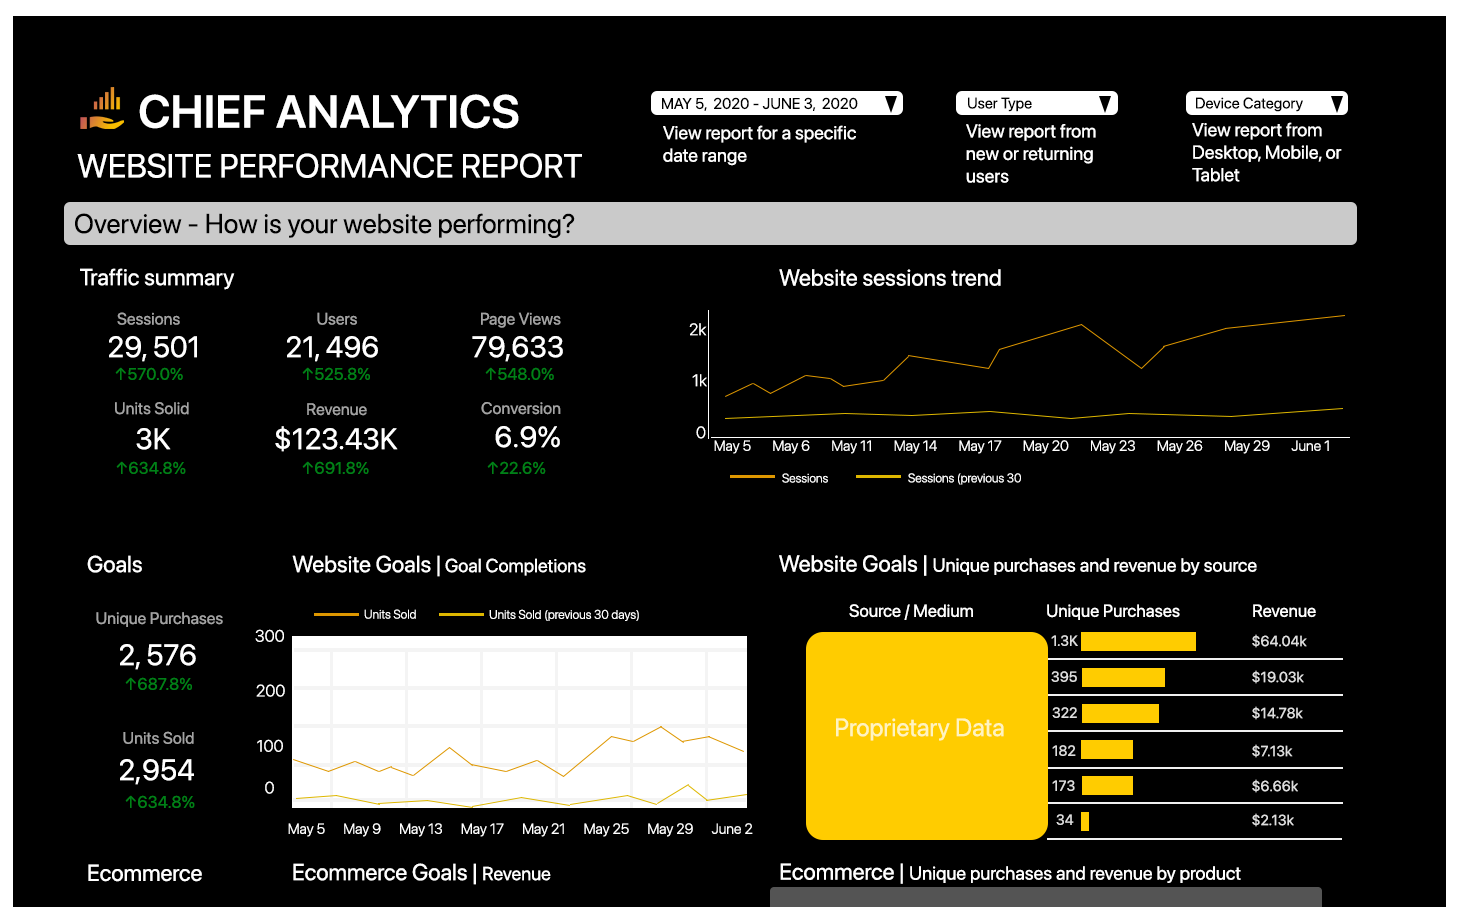 CHIEF ANALYTICS
WEBSITE PERFORMANCE REPORT
MAY 5, 2020 - JUNE 3, 2020
View report for a specific
date range
User Type
View report from
new or returning
users
Device Category
View report from
Desktop, Mobile, or
Tablet
Overview - How is your website performing?
Traffic summary
Sessions
29, 501
↑570.0%
Users
21, 496
↑525.8%
Page Views
79,633
↑548.0%
Units Solid
3K
↑634.8%
Revenue
$123.43K
↑691.8%
Conversion
6.9%
↑22.6%
Website sessions trend
2k
1k
0
May 5 May 6 May 11 May 14 May 17 May 20 May 23 May 26 May 29 June 1
Sessions Sessions (previous 30
Goals
Unique Purchases
2, 576
↑687.8%
Units Sold
2,954
↑634.8%
Website Goals | Goal Completions
Units Sold Units Sold (previous 30 days)
300
200
100
0
May 5 May 9 May 13 May 17 May 21 May 25 May 29 June 2
Website Goals | Unique purchases and revenue by source
Source / Medium Unique Purchases Revenue
Proprietary Data
1.3K $64.04k
395 $19.03k
322 $14.78k
182 $7.13k
173 $6.66k
34 $2.13k
Ecommerce
Ecommerce Goals | Revenue
Ecommerce | Unique purchases and revenue by product